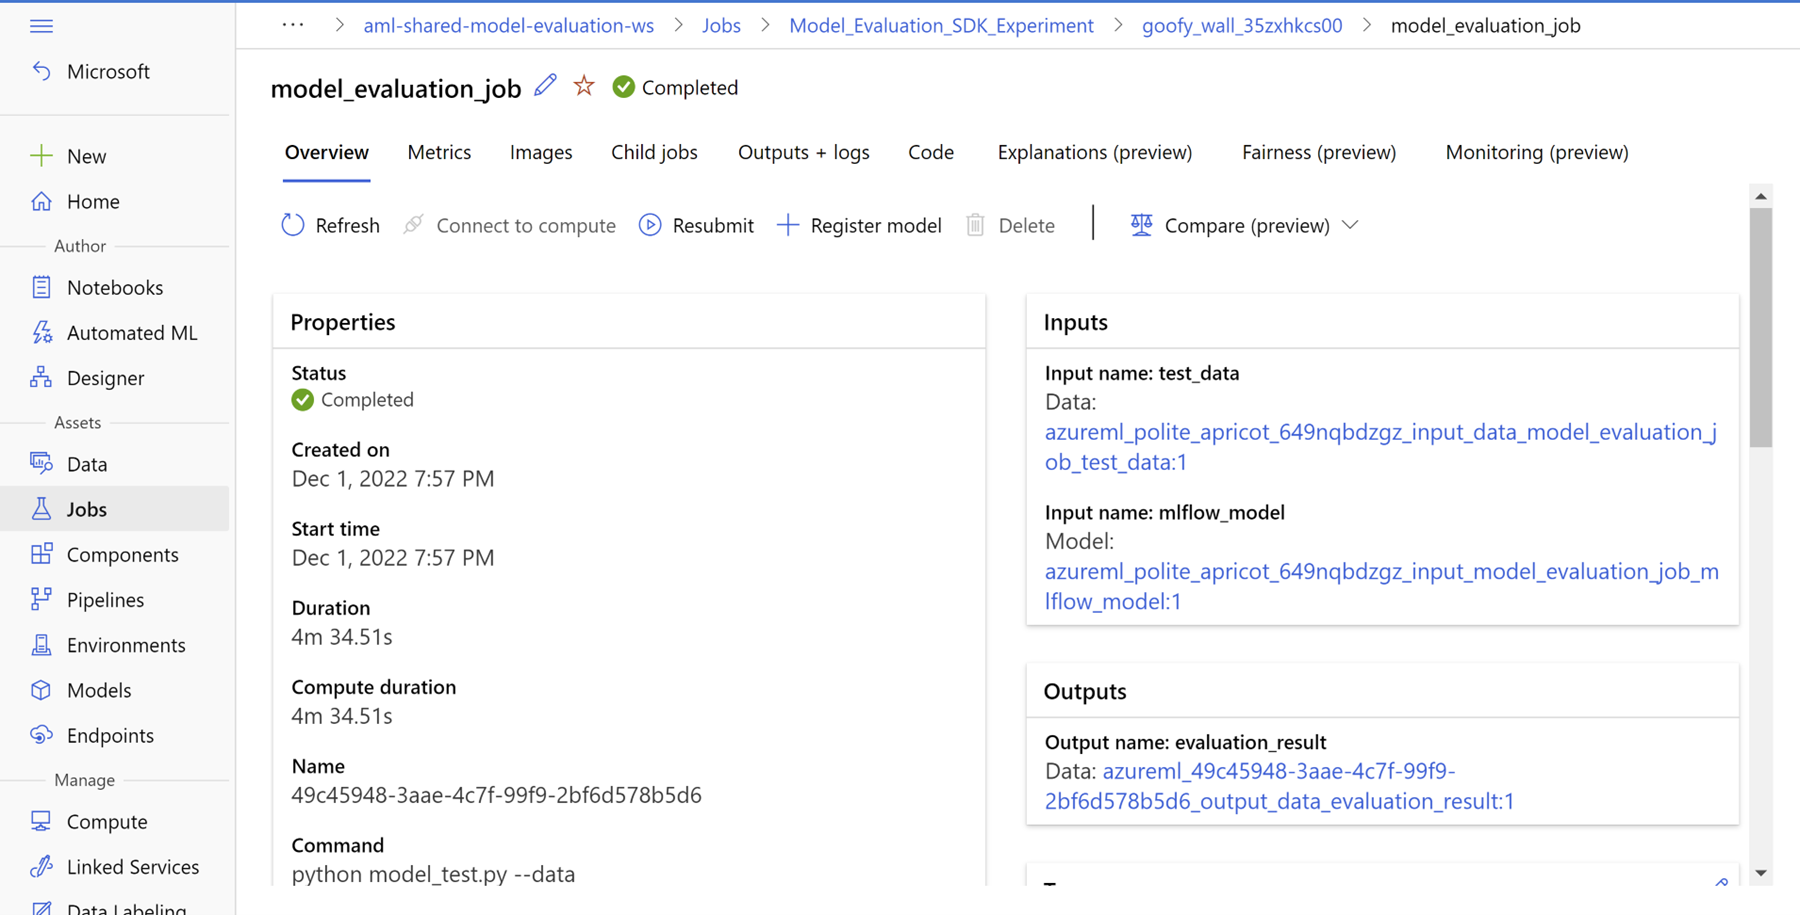 ··· > aml-shared-model-evaluation-ws > Jobs > Model_Evaluation_SDK_Experiment > goofy_wall_35zxhkcs00 > model_evaluation_job
Microsoft
New
Home
Author
Notebooks
Automated ML
Designer
Assets
Data
Jobs
Components
Pipelines
Environments
Models
Endpoints
Manage
Compute
Linked Services
Data Labeling
model_evaluation_job Completed
Overview Metrics Images Child jobs Outputs + logs Code Explanations (preview) Fairness (preview) Monitoring (preview)
Refresh Connect to compute Resubmit Register model Delete Compare (preview)
Properties
Status
Completed
Created on
Dec 1, 2022 7:57 PM
Start time
Dec 1, 2022 7:57 PM
Duration
4m 34.51s
Compute duration
4m 34.51s
Name
49c45948-3aae-4c7f-99f9-2bf6d578b5d6
Command
python model_test.py --data
Inputs
Input name: test_data
Data:
azureml_polite_apricot_649nqbdzgz_input_data_model_evaluation_j
ob_test_data:1
Input name: mlflow_model
Model:
azureml_polite_apricot_649nqbdzgz_input_model_evaluation_job_m
lflow_model:1
Outputs
Output name: evaluation_result
Data: azureml_49c45948-3aae-4c7f-99f9-
2bf6d578b5d6_output_data_evaluation_result:1